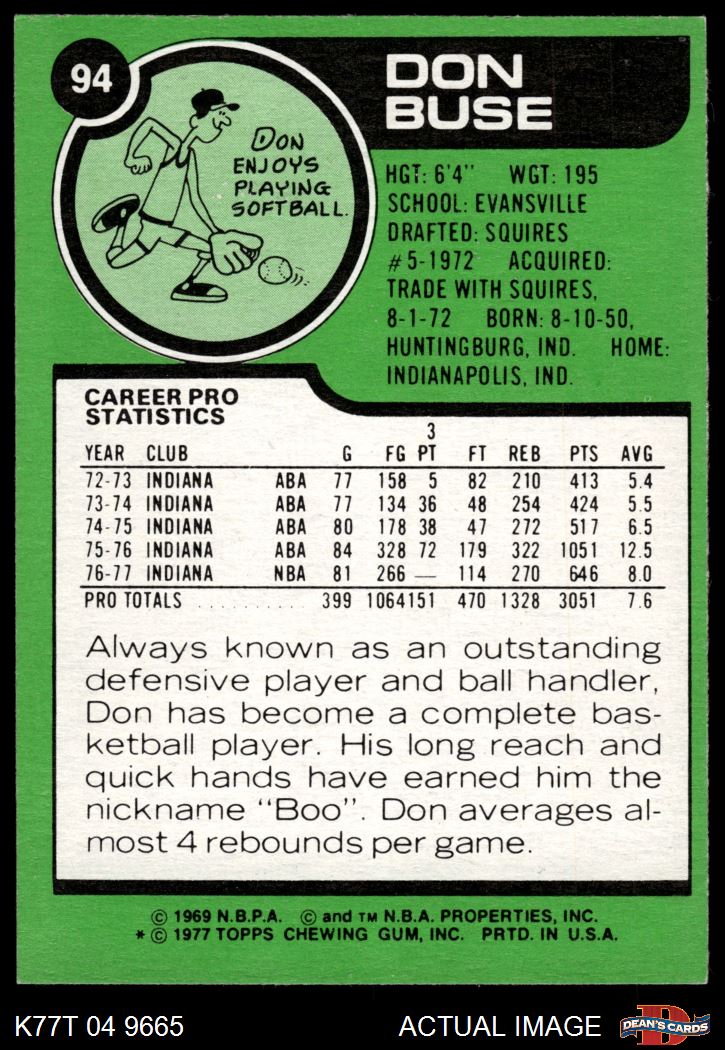 94
DON
BUSE
DON
ENJOYS
PLAYING
SOFTBALL.
HGT: 6'4" WGT: 195
SCHOOL: EVANSVILLE
DRAFTED: SQUIRES
#5-1972 ACQUIRED:
TRADE WITH SQUIRES,
8-1-72 BORN: 8-10-50,
HUNTINGBURG, IND. HOME:
INDIANAPOLIS, IND.
CAREER PRO
STATISTICS
3
YEAR CLUB G FG PT FT REB PTS AVG
72-73 INDIANA ABA 77 158 5 82 210 413 5.4
73-74 INDIANA ABA 77 134 36 48 254 424 5.5
74-75 INDIANA ABA 80 178 38 47 272 517 6.5
75-76 INDIANA ABA 84 328 72 179 322 1051 12.5
76-77 INDIANA NBA 81 266 — 114 270 646 8.0
PRO TOTALS .......... 399 1064 151 470 1328 3051 7.6
Always known as an outstanding
defensive player and ball handler,
Don has become a complete bas-
ketball player. His long reach and
quick hands have earned him the
nickname "Boo". Don averages al-
most 4 rebounds per game.
© 1969 N.B.P.A. © and TM N.B.A. PROPERTIES, INC.
* © 1977 TOPPS CHEWING GUM, INC. PRTD. IN U.S.A.
K77T 04 9665 ACTUAL IMAGE D DEAN'S CARDS